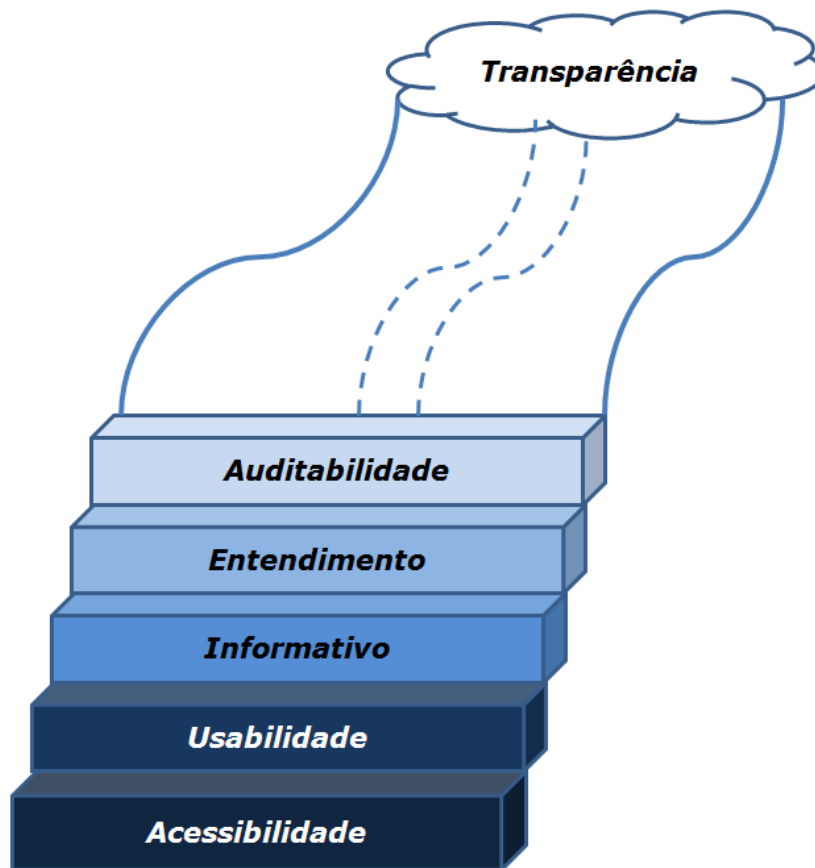 Transparência
Auditabilidade
Entendimento
Informativo
Usabilidade
Acessibilidade